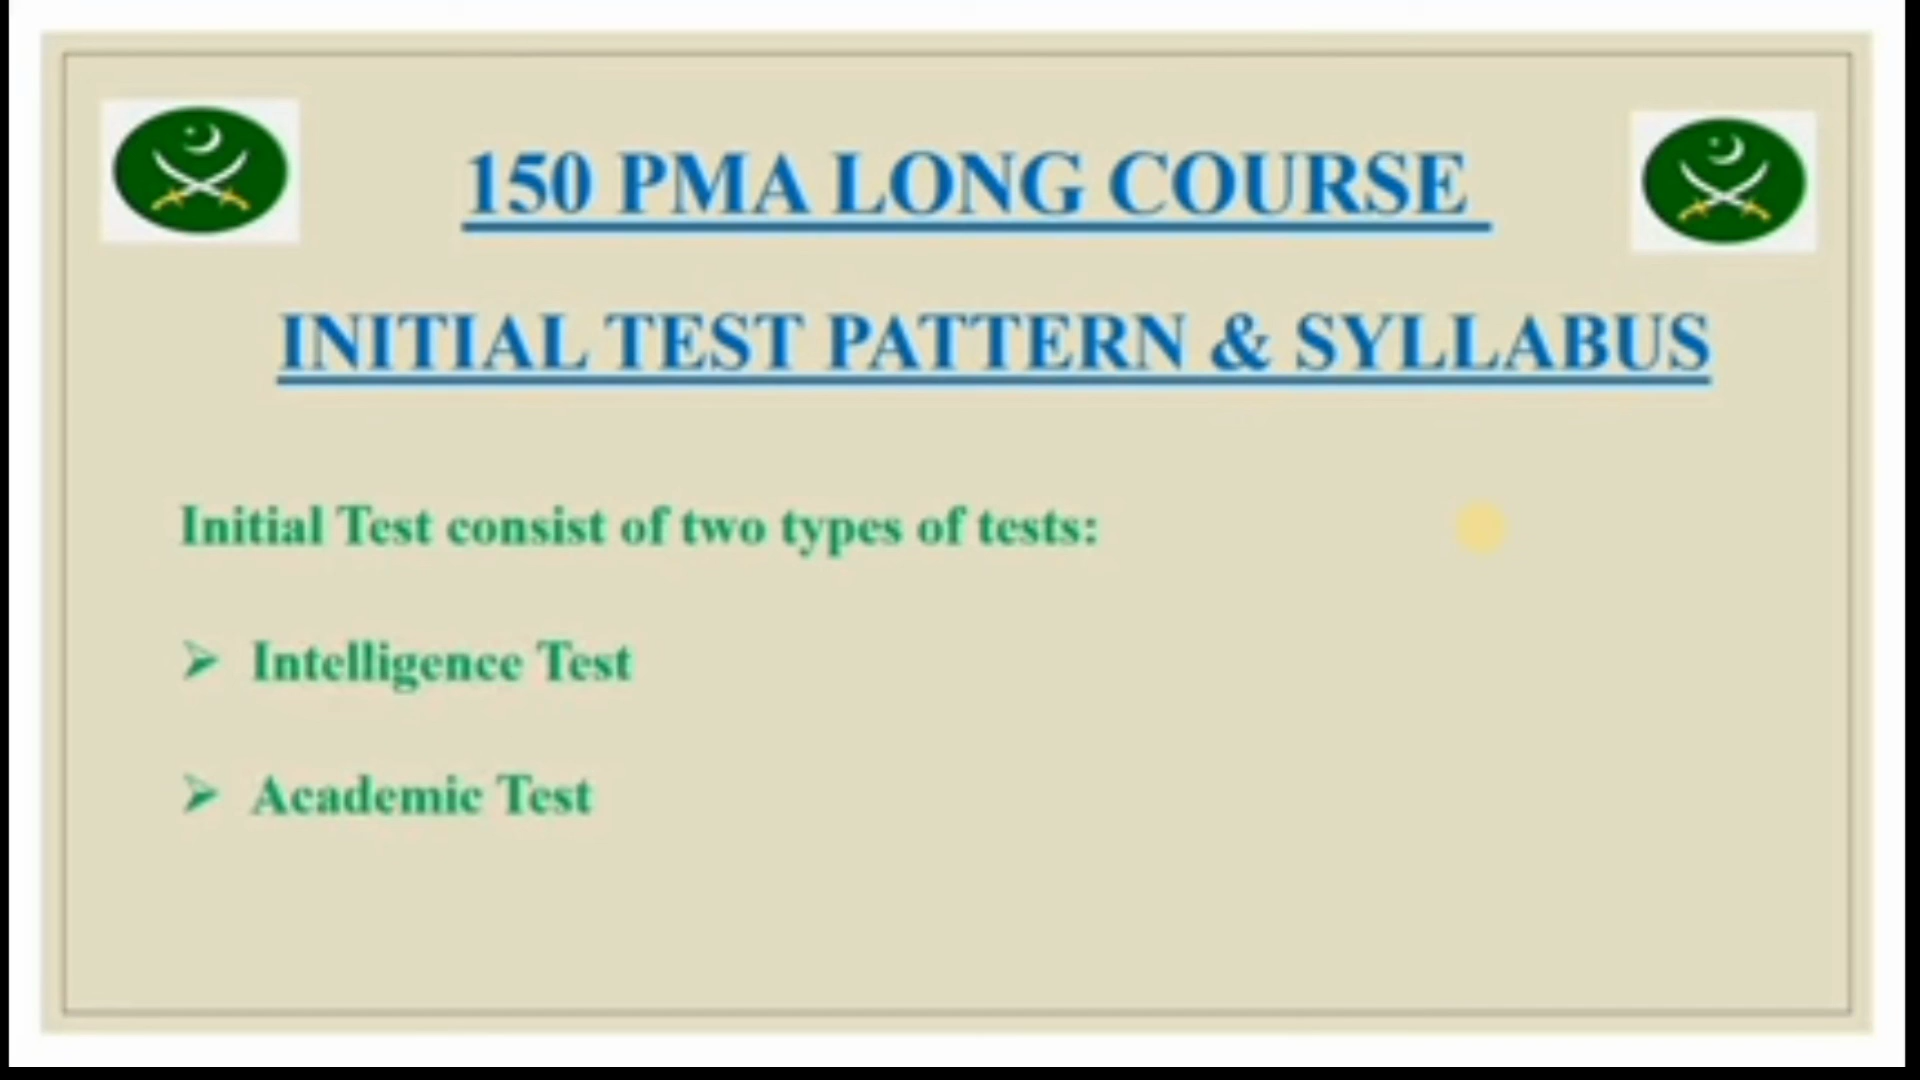 150 PMA LONG COURSE
INITIAL TEST PATTERN & SYLLABUS
Initial Test consist of two types of tests:
➢ Intelligence Test
➢ Academic Test